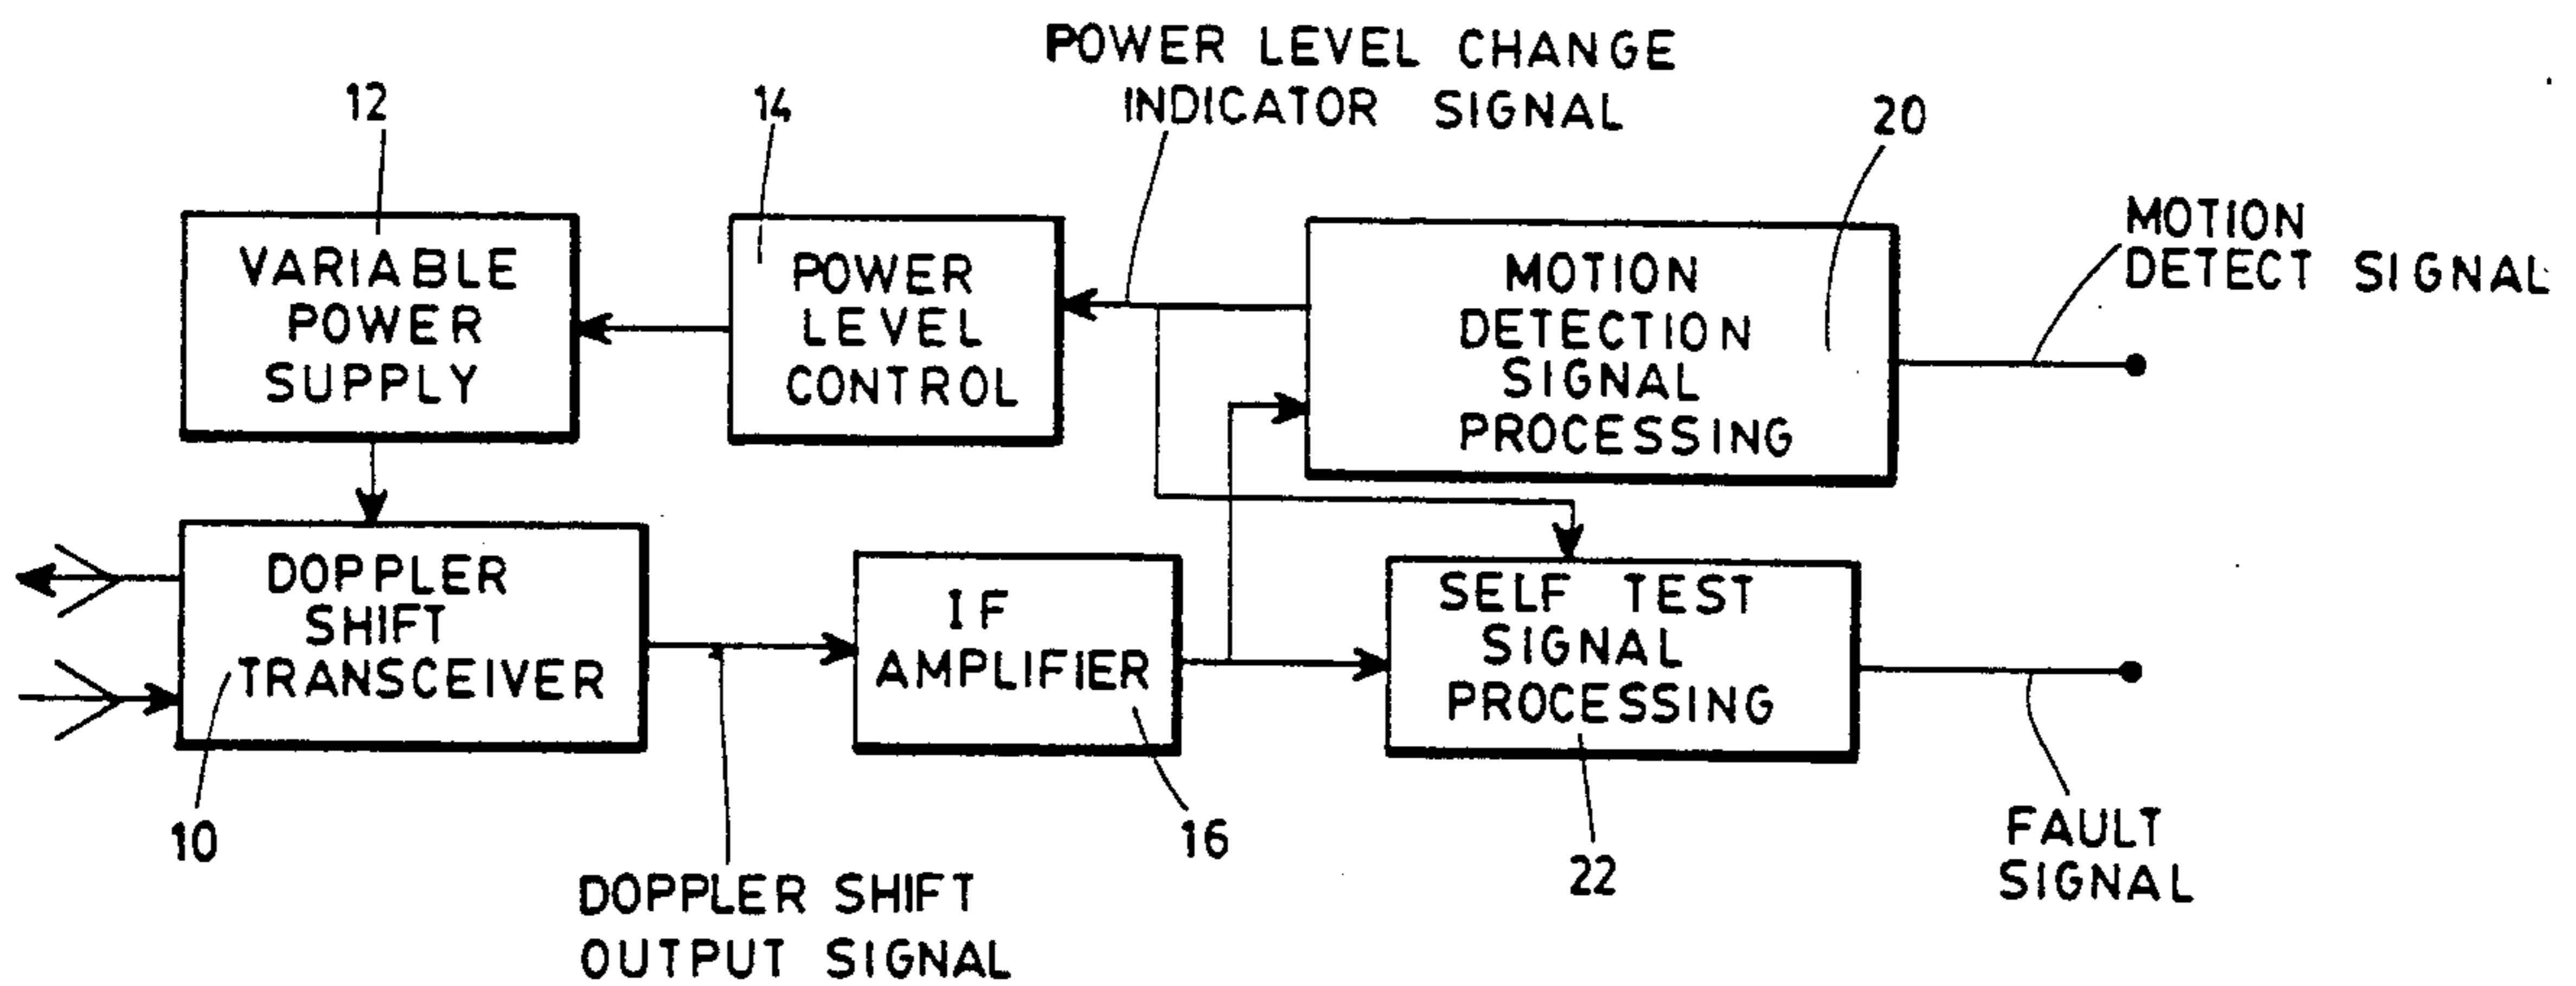 POWER LEVEL CHANGE
INDICATOR SIGNAL
12
14
20
VARIABLE
POWER
SUPPLY
POWER
LEVEL
CONTROL
MOTION
DETECTION
SIGNAL
PROCESSING
MOTION
DETECT SIGNAL
DOPPLER
SHIFT
TRANSCEIVER
IF
AMPLIFIER
SELF TEST
SIGNAL
PROCESSING
10
16
22
DOPPLER SHIFT
OUTPUT SIGNAL
FAULT
SIGNAL